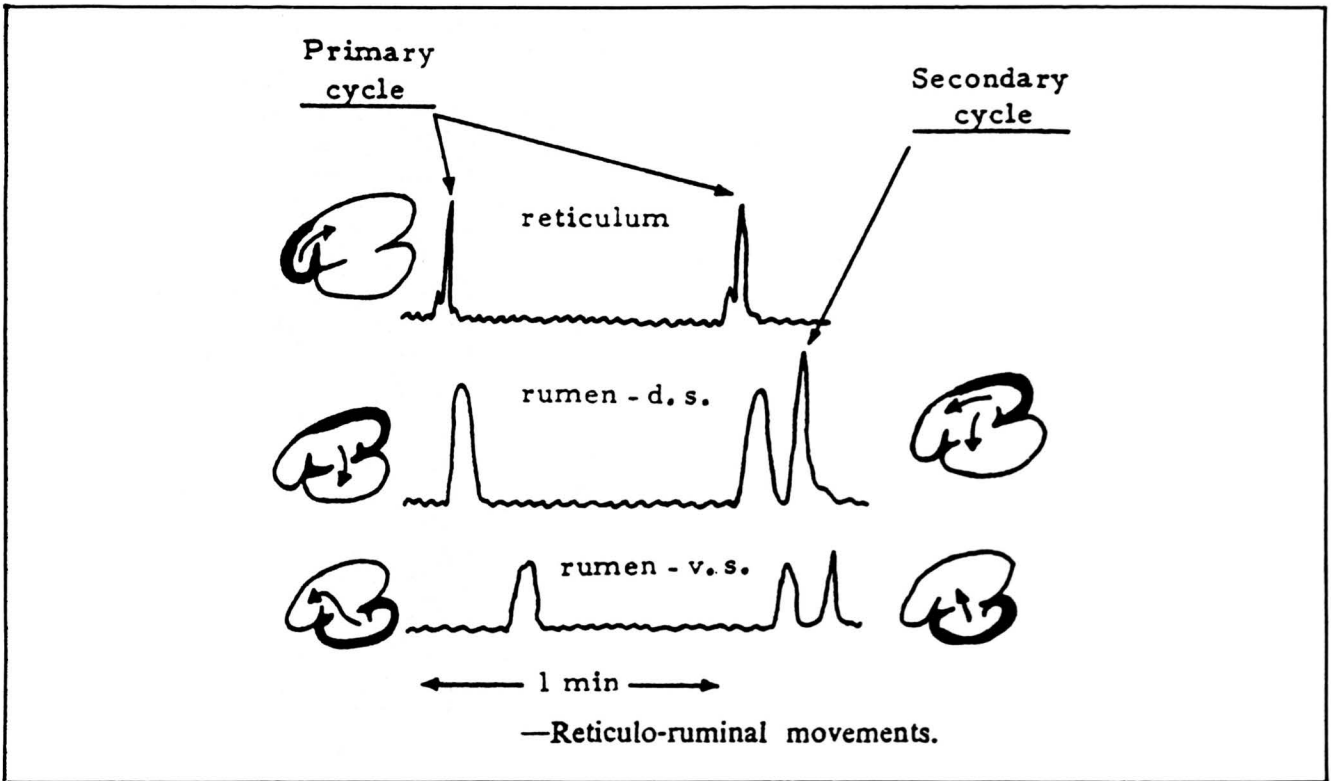 Primary
cycle
Secondary
cycle
reticulum
rumen - d. s.
rumen - v. s.
1 min
—Reticulo-ruminal movements.